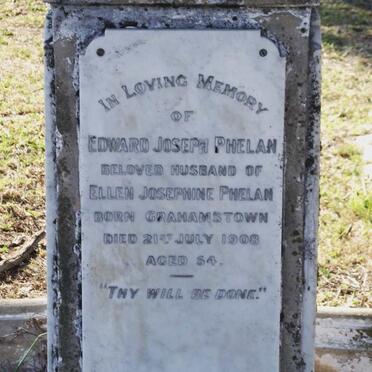 IN LOVING MEMORY
OF
EDWARD JOSEPH PHELAN
BELOVED HUSBAND OF
ELLEN JOSEPHINE PHELAN
BORN GRAHAMSTOWN
DIED 21ST JULY 1908
AGED 54.
"THY WILL BE DONE."